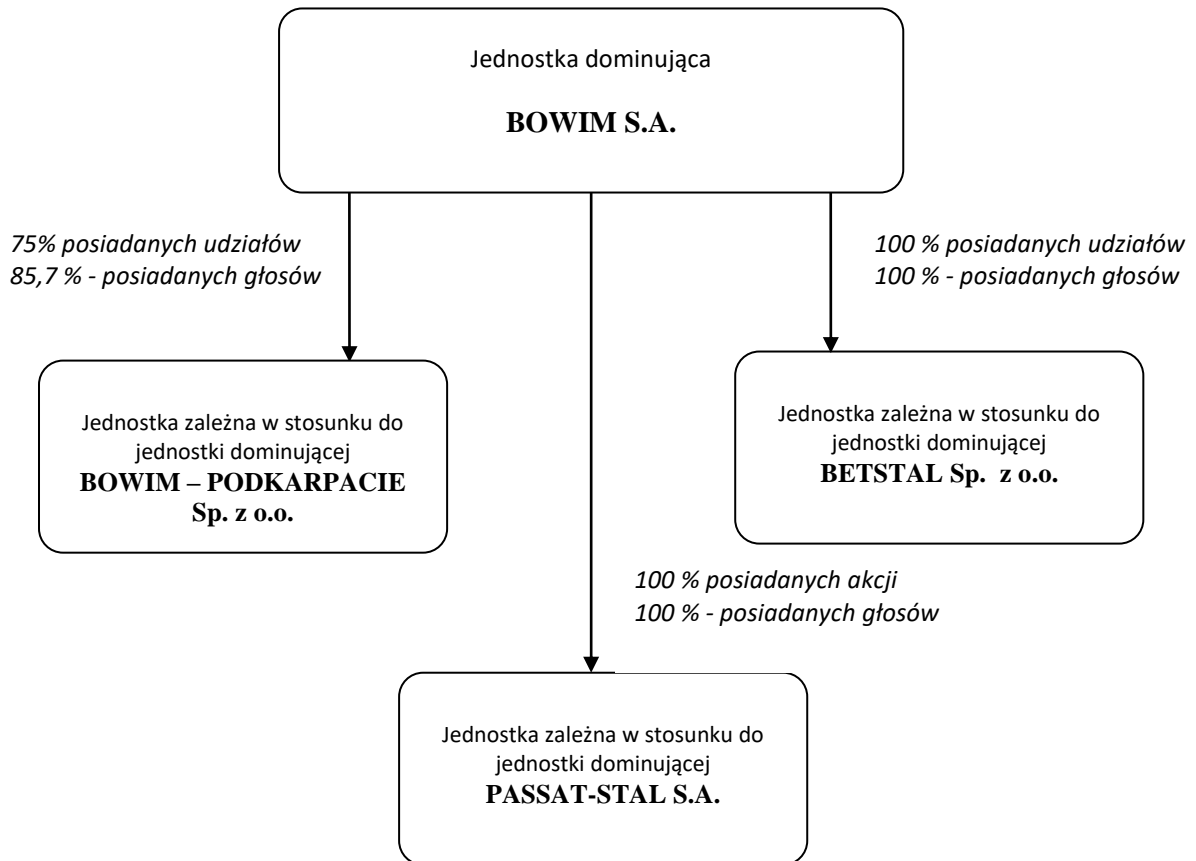 Jednostka dominująca
BOWIM S.A.
75% posiadanych udziałów
85,7 % - posiadanych głosów
100 % posiadanych udziałów
100 % - posiadanych głosów
Jednostka zależna w stosunku do
jednostki dominującej
BOWIM – PODKARPACIE
Sp. z o.o.
Jednostka zależna w stosunku do
jednostki dominującej
BETSTAL Sp. z o.o.
100 % posiadanych akcji
100 % - posiadanych głosów
Jednostka zależna w stosunku do
jednostki dominującej
PASSAT-STAL S.A.